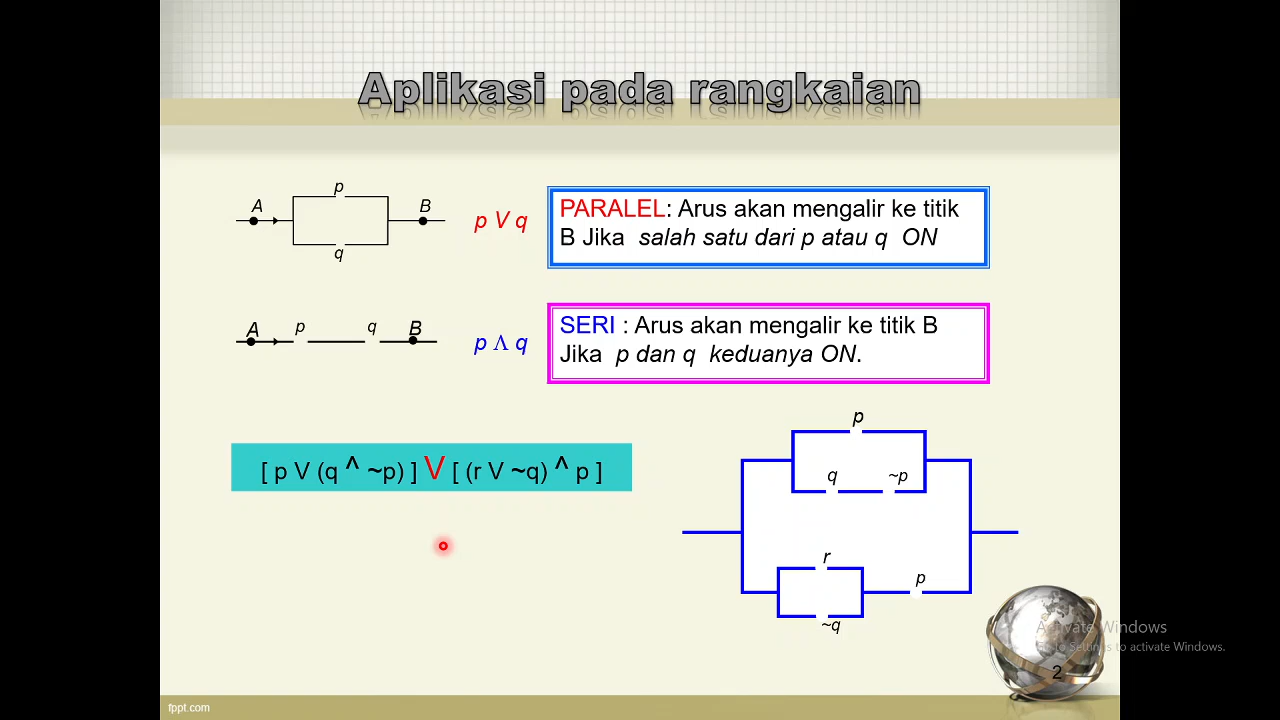 Aplikasi pada rangkaian
p
A
B
q
p V q
PARALEL: Arus akan mengalir ke titik
B Jika salah satu dari p atau q ON
A p q B
p Λ q
SERI : Arus akan mengalir ke titik B
Jika p dan q keduanya ON.
[ p V (q ^ ~p) ] V [ (r V ~q) ^ p ]
p
q ~p
r
p
~q
Activate Windows
Go to Settings to activate Windows.
2
fppt.com